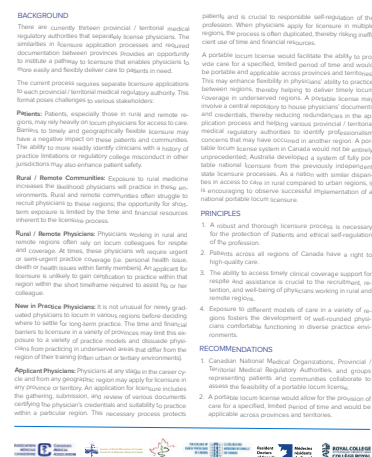 BACKGROUND
There are currently thirteen provincial / territorial medical
regulatory authorities that separately license physicians. The
similarities in licensure application processes and required
documentation between provinces provides an opportunity
to institute a pathway to licensure that enables physicians to
more easily and flexibly deliver care to patients in need.
The current process requires separate licensure applications
to each provincial / territorial medical regulatory authority. This
format poses challenges to various stakeholders:
Patients: Patients, especially those in rural and remote re-
gions, may rely heavily on locum physicians for access to care.
Barriers to timely and geographically flexible licensure may
have a negative impact on these patients and communities.
The ability to more readily identify clinicians with a history of
practice limitations or regulatory college misconduct in other
jurisdictions may also enhance patient safety.
Rural / Remote Communities: Exposure to rural medicine
increases the likelihood physicians will practice in these en-
vironments. Rural and remote communities often struggle to
recruit physicians to these regions; the opportunity for short-
term exposure is limited by the time and financial resources
inherent to the licensure process.
Rural / Remote Physicians: Physicians working in rural and
remote regions often rely on locum colleagues for respite
and coverage. At times, these physicians will require urgent
or semi-urgent practice coverage (i.e. personal health issue,
death or health issues within family members). An applicant for
licensure is unlikely to gain certification to practice within that
region within the short timeframe required to assist his or her
colleague.
New in Practice Physicians: It is not unusual for newly grad-
uated physicians to locum in various regions before deciding
where to settle for long-term practice. The time and financial
barriers to licensure in a variety of provinces may limit this ex-
posure to a variety of practice models and dissuade physi-
cians from practicing in underserved areas that differ from the
region of their training (often urban or tertiary environments).
Applicant Physicians: Physicians at any stage in the career cy-
cle and from any geographic region may apply for licensure in
any province or territory. An application for licensure includes
the gathering, submission, and review of various documents
certifying the physician's credentials and suitability to practice
within a particular region. This necessary process protects
patients, and is crucial to responsible self-regulation of the
profession. When physicians apply for licensure in multiple
regions, the process is often duplicated, thereby risking ineffi-
cient use of time and financial resources.
A portable locum license would facilitate the ability to pro-
vide care for a specified, limited period of time and would
be portable and applicable across provinces and territories.
This may enhance flexibility in physicians' ability to practice
between regions, thereby helping to deliver timely locum
coverage in underserved regions. A portable license may
involve a central repository to house physicians' documents
and credentials, thereby reducing redundancies in the ap-
plication process and helping various provincial / territorial
medical regulatory authorities to identify professionalism
concerns that may have occurred in another region. A por-
table locum license system in Canada would not be entirely
unprecedented; Australia developed a system of fully por-
table national licensure from the previously independent
state licensure processes. As a nation with similar dispari-
ties in access to care in rural compared to urban regions, it
is encouraging to observe successful implementation of a
national portable locum licensure.
PRINCIPLES
1. A robust and thorough licensure process is necessary
for the protection of Patients and ethical self-regulation
of the profession.
2. Patients across all regions of Canada have a right to
high-quality care.
3. The ability to access timely clinical coverage support for
respite and assistance is crucial to the recruitment, re-
tention, and well-being of physicians working in rural and
remote regions.
4. Exposure to different models of care in a variety of re-
gions fosters the development of well-rounded physi-
cians comfortable functioning in diverse practice envi-
ronments.
RECOMMENDATIONS
1. Canadian National Medical Organizations, Provincial /
Territorial Medical Regulatory Authorities, and groups
representing patients and communities collaborate to
assess the feasibility of a portable locum license.
2. A portable locum license would allow for the provision of
care for a specified, limited period of time and would be
applicable across provinces and territories.
Resident
Doctors
Médecins
résidents
ROYAL COLLEGE